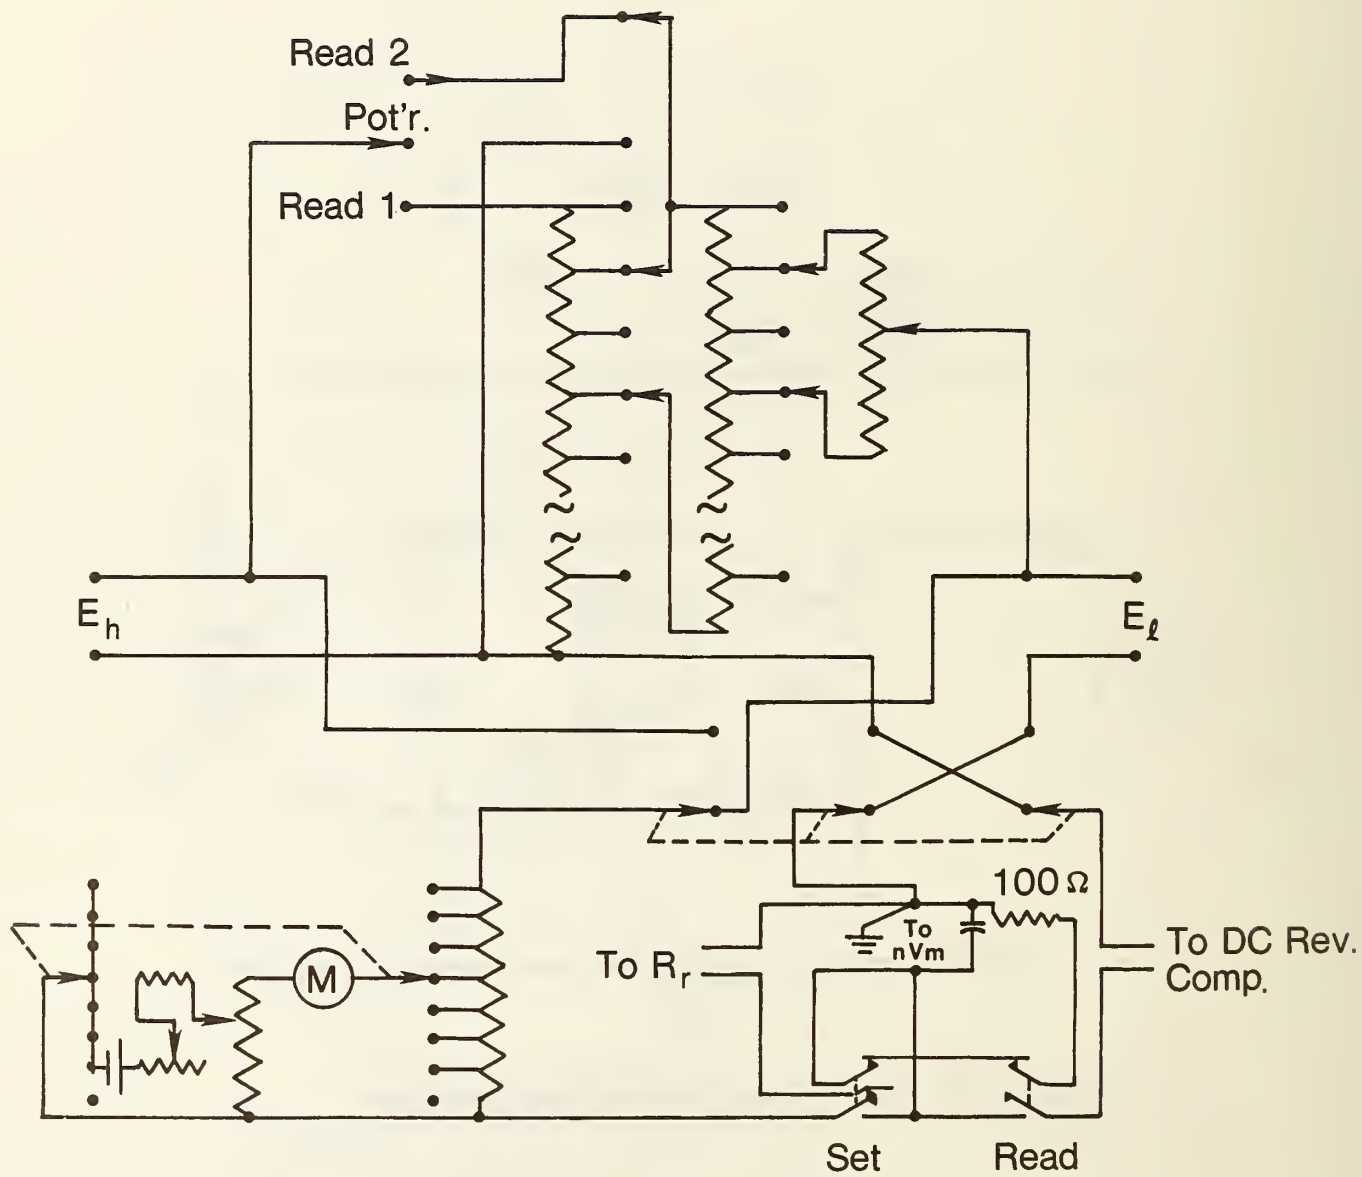 Read 2
Pot'r.
Read 1
E_h
E_ℓ
100 Ω
To
nVm
To R_r
To DC Rev.
Comp.
M
Set
Read